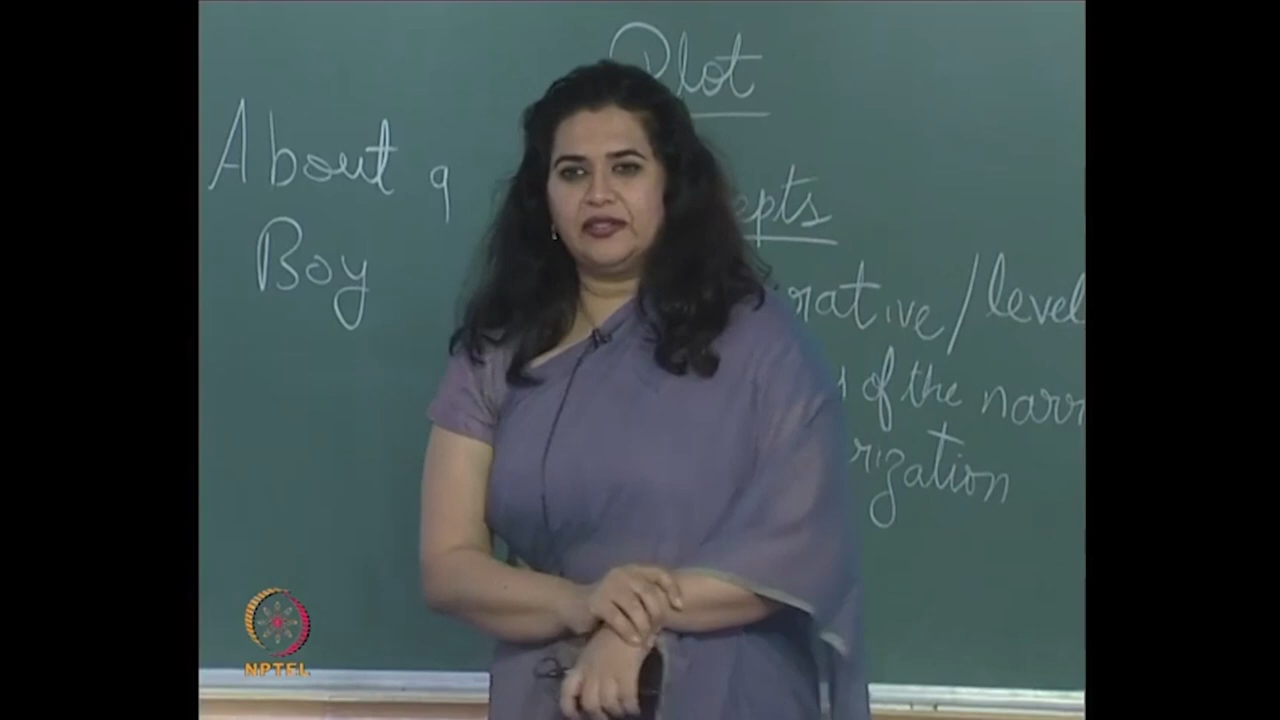 Plot
About a
Boy
epts
rative / level
of the narr
rization
NPTEL